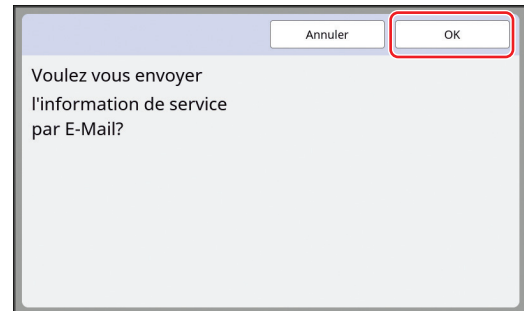 Annuler OK
Voulez vous envoyer
l'information de service
par E-Mail?